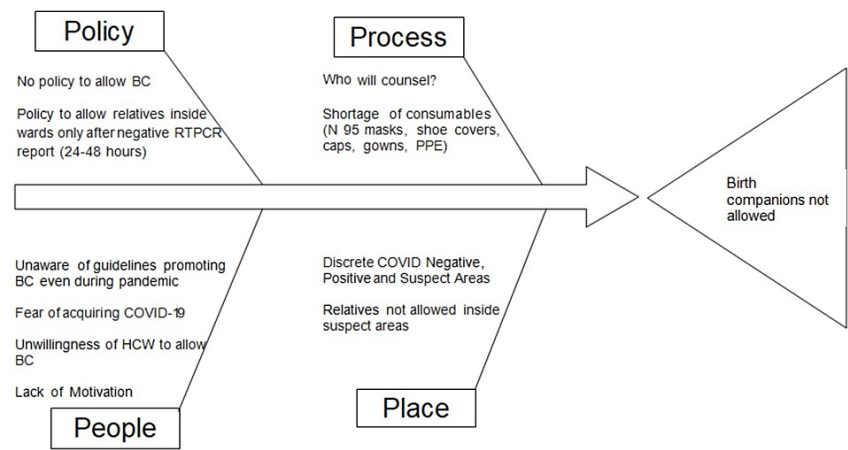 Policy
No policy to allow BC
Policy to allow relatives inside
wards only after negative RTPCR
report (24-48 hours)
Process
Who will counsel?
Shortage of consumables
(N 95 masks, shoe covers,
caps, gowns, PPE)
Birth
companions not
allowed
Unaware of guidelines promoting
BC even during pandemic
Fear of acquiring COVID-19
Unwillingness of HCW to allow
BC
Lack of Motivation
People
Discrete COVID Negative,
Positive and Suspect Areas
Relatives not allowed inside
suspect areas
Place